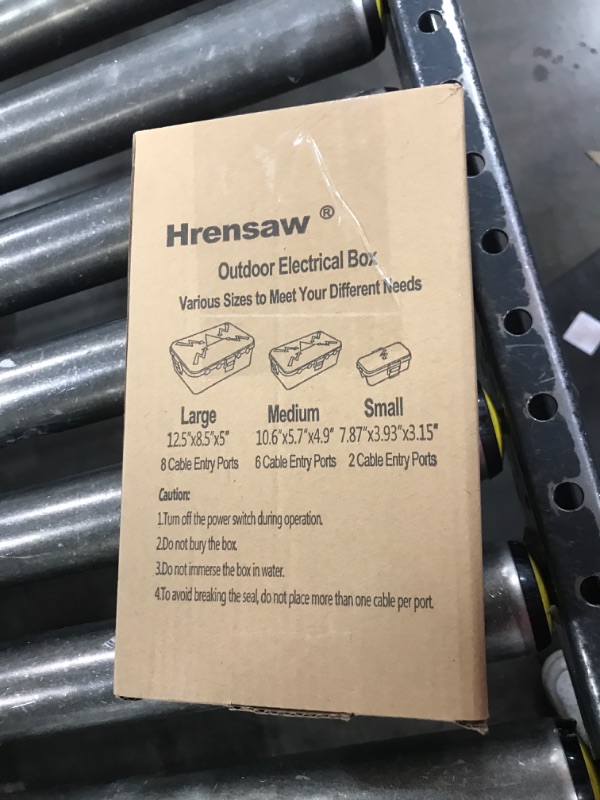 Hrensaw ®
Outdoor Electrical Box
Various Sizes to Meet Your Different Needs
Large Medium Small
12.5"x8.5"x5" 10.6"x5.7"x4.9" 7.87"x3.93"x3.15"
8 Cable Entry Ports 6 Cable Entry Ports 2 Cable Entry Ports
Caution:
1.Turn off the power switch during operation.
2.Do not bury the box.
3.Do not immerse the box in water.
4.To avoid breaking the seal, do not place more than one cable per port.